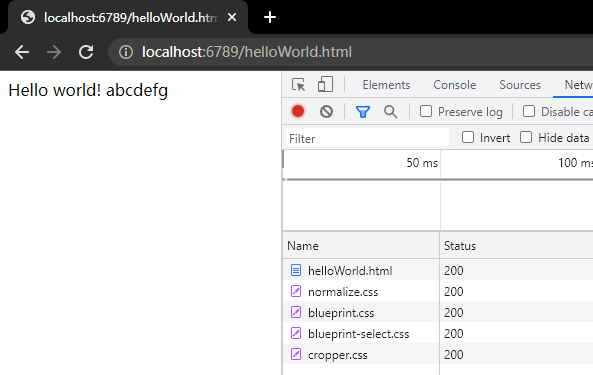 localhost:6789/helloWorld.html
localhost:6789/helloWorld.html
Hello world! abcdefg
Elements Console Sources Netw
Preserve log Disable ca
Filter Invert Hide data
50 ms 100 ms
Name Status
helloWorld.html 200
normalize.css 200
blueprint.css 200
blueprint-select.css 200
cropper.css 200